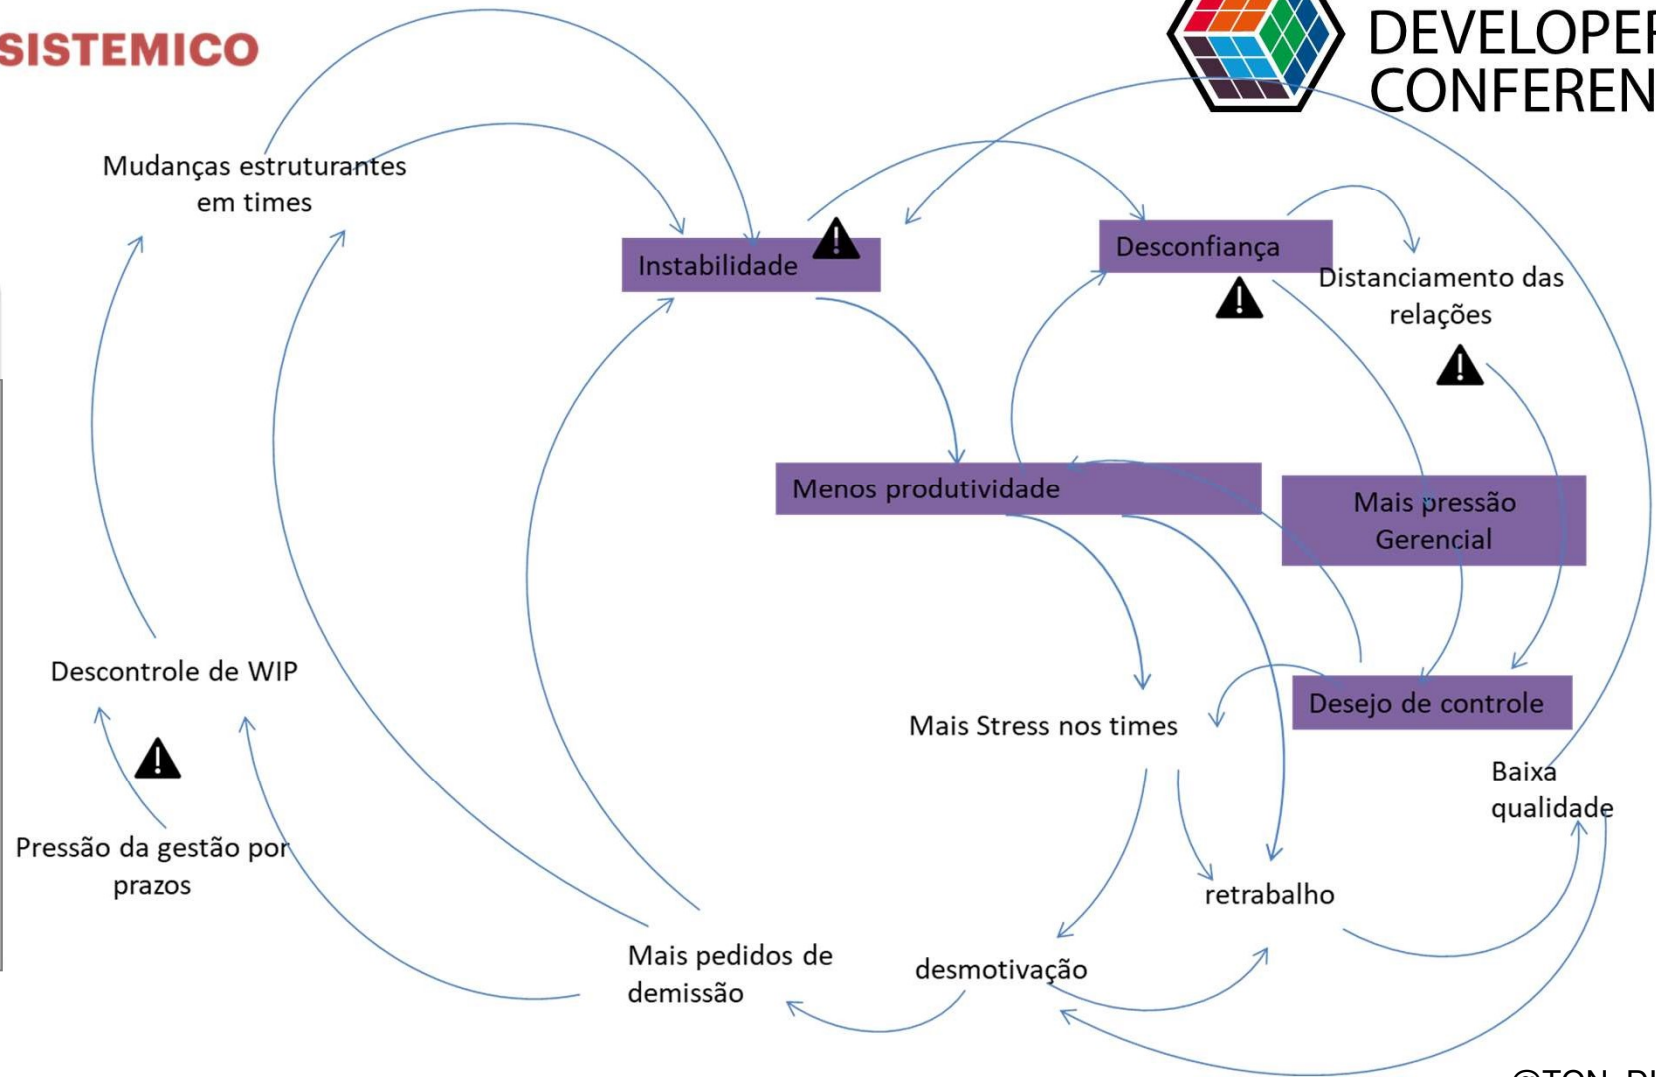 SISTEMICO
DEVELOPER
CONFEREN
Mudanças estruturantes
em times
Instabilidade
Desconfiança
Distanciamento das
relações
Menos produtividade
Mais pressão
Gerencial
Descontrole de WIP
Desejo de controle
Mais Stress nos times
Baixa
qualidade
Pressão da gestão por
prazos
retrabalho
Mais pedidos de
demissão
desmotivação